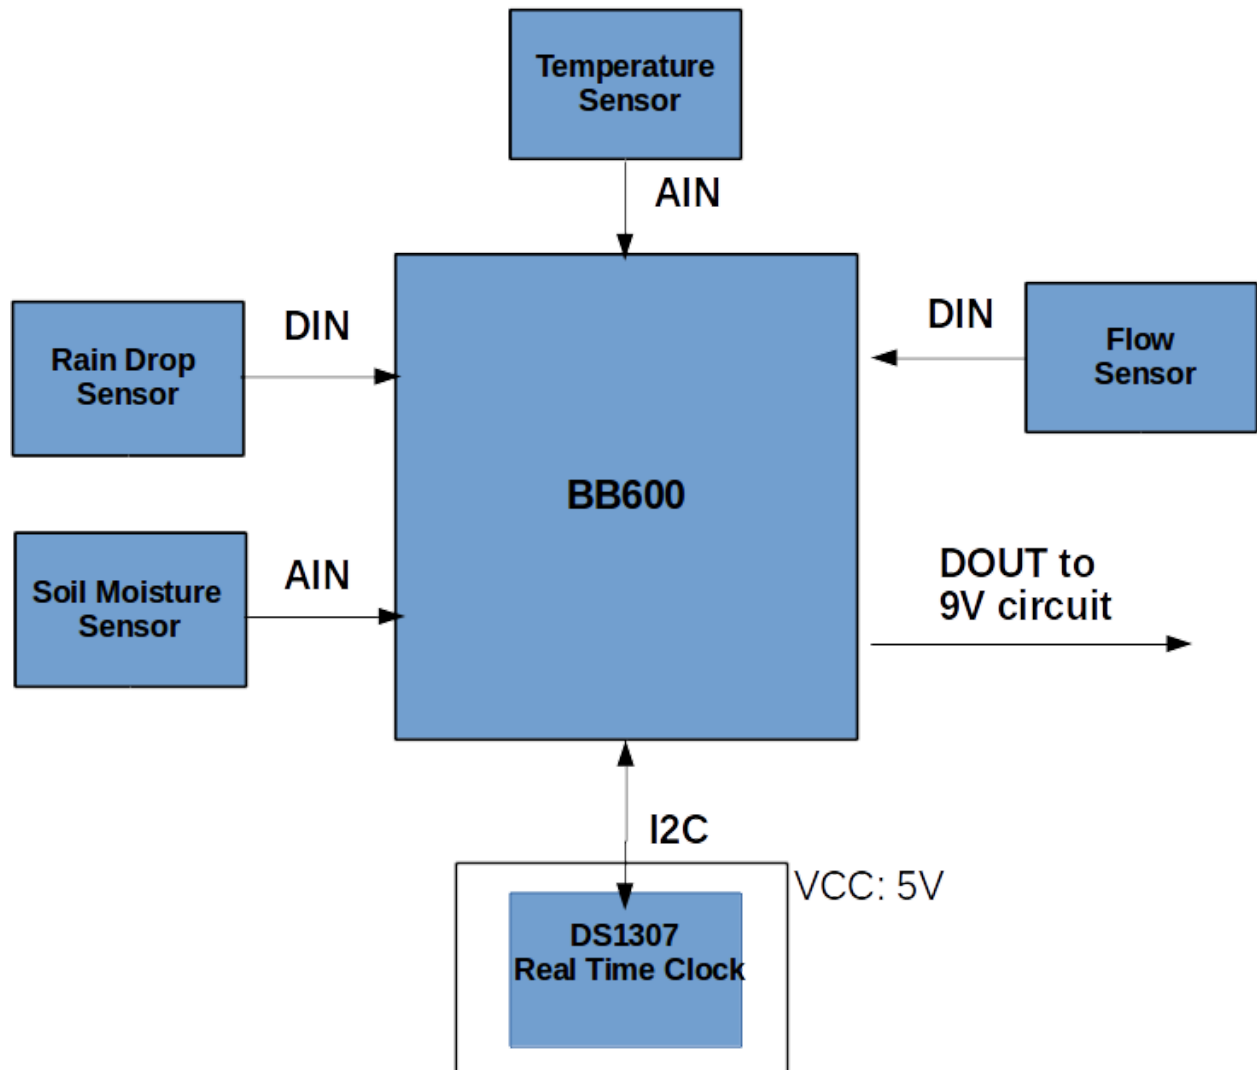 Temperature
Sensor
AIN
DIN
Rain Drop
Sensor
DIN
Flow
Sensor
BB600
Soil Moisture
Sensor
AIN
DOUT to
9V circuit
I2C
VCC: 5V
DS1307
Real Time Clock